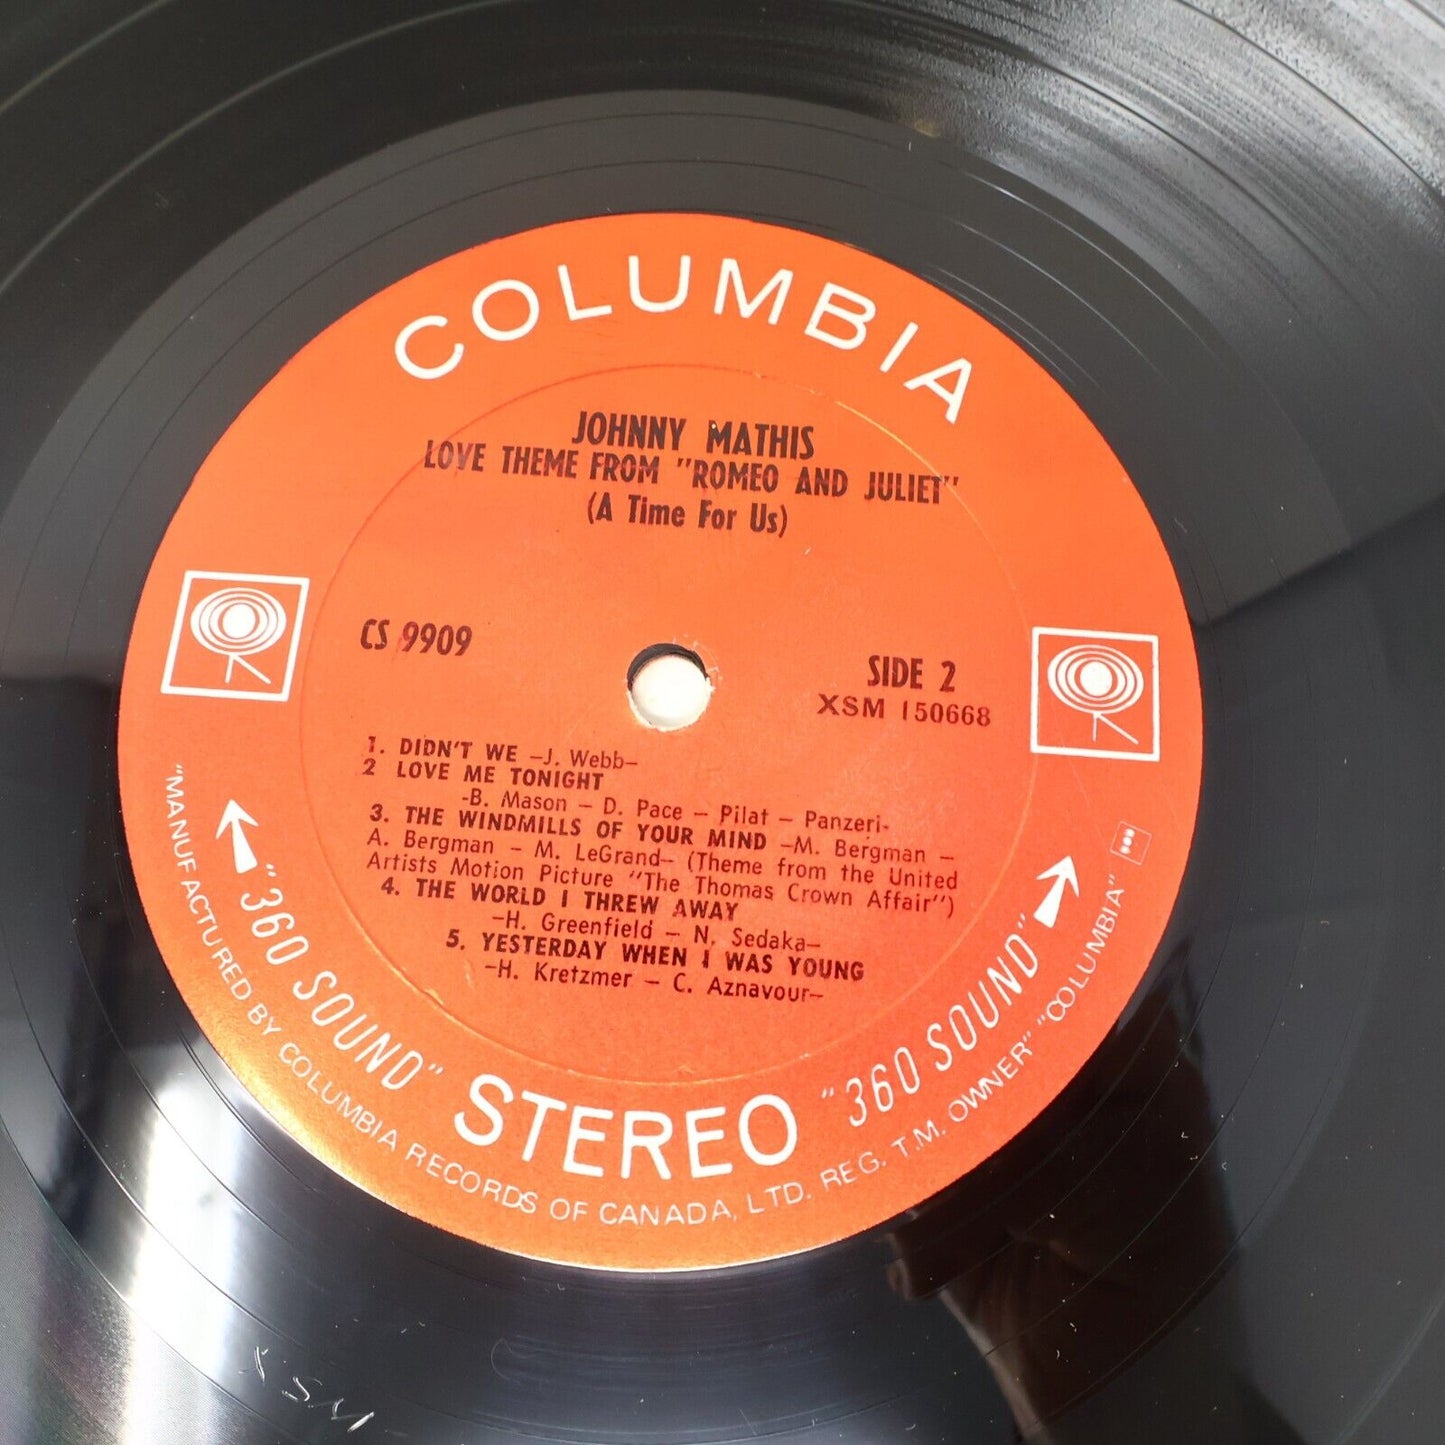 COLUMBIA
JOHNNY MATHIS
LOVE THEME FROM "ROMEO AND JULIET"
(A Time For Us)
CS 9909
SIDE 2
XSM 150668
1. DIDN'T WE –J. Webb–
2 LOVE ME TONIGHT
-B. Mason – D. Pace – Pilat – Panzeri-
3. THE WINDMILLS OF YOUR MIND –M. Bergman –
A. Bergman – M. LeGrand– (Theme from the United
Artists Motion Picture "The Thomas Crown Affair")
4. THE WORLD I THREW AWAY
–H. Greenfield – N. Sedaka–
5. YESTERDAY WHEN I WAS YOUNG
–H. Kretzmer – C. Aznavour–
"360 SOUND" STEREO "360 SOUND"
"MANUFACTURED BY COLUMBIA RECORDS OF CANADA, LTD. REG. T.M. OWNER" "COLUMBIA"
XSM